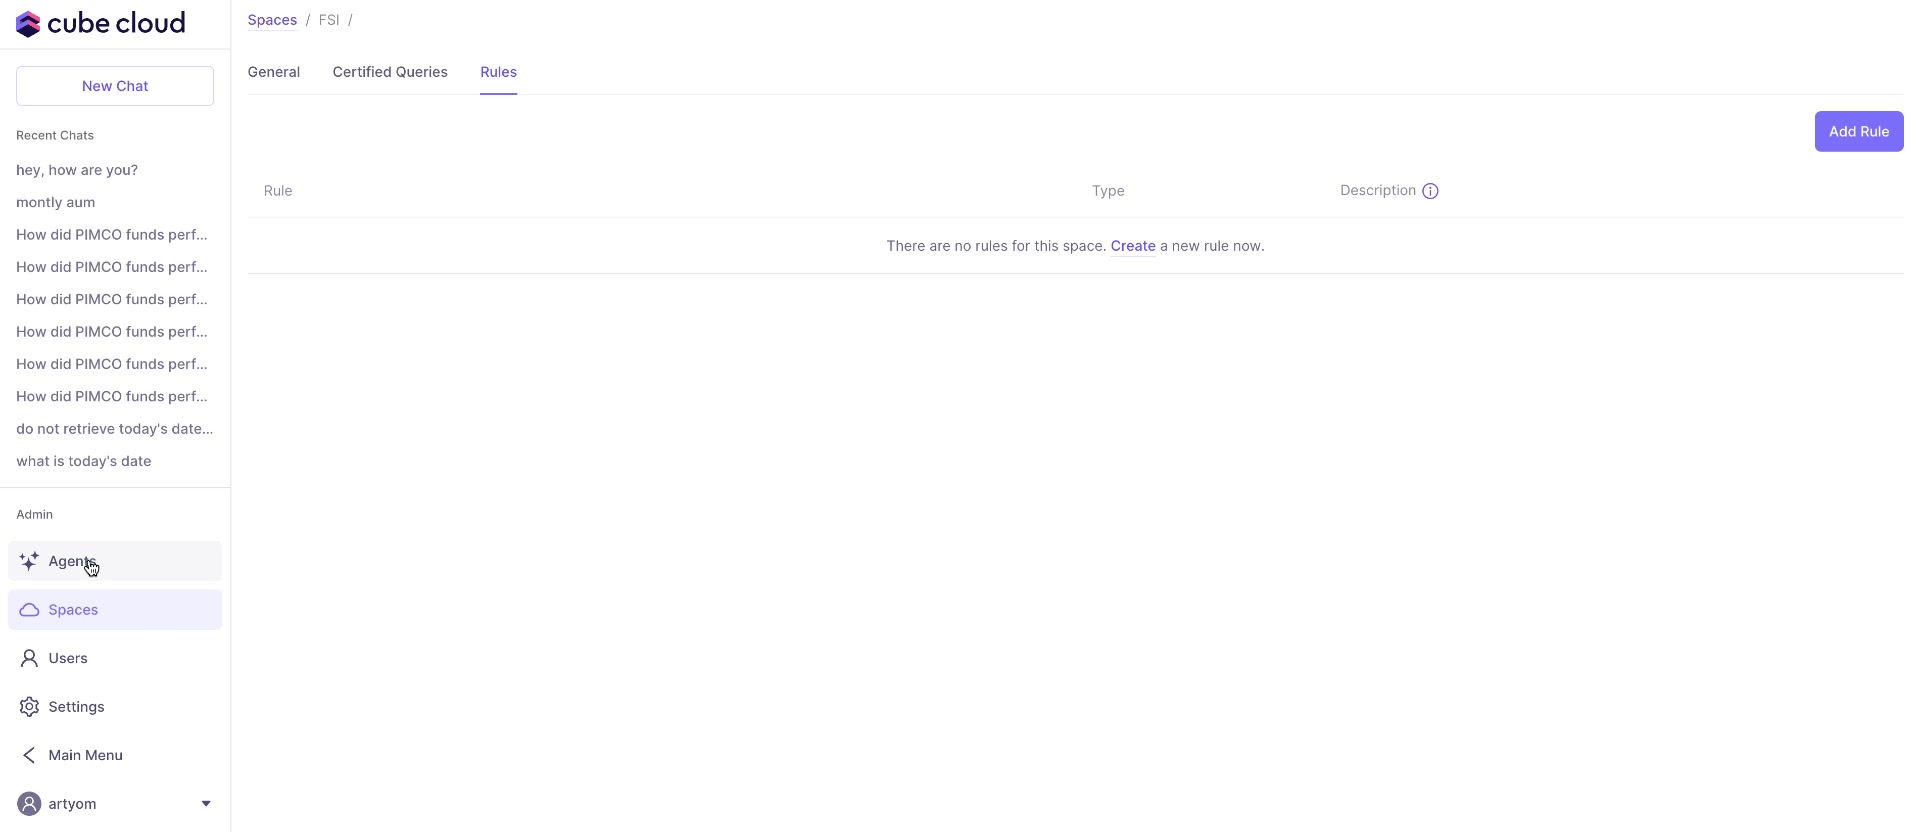 cube cloud
New Chat
Recent Chats
hey, how are you?
montly aum
How did PIMCO funds perf...
How did PIMCO funds perf...
How did PIMCO funds perf...
How did PIMCO funds perf...
How did PIMCO funds perf...
How did PIMCO funds perf...
do not retrieve today's date...
what is today's date
Admin
Agents
Spaces
Users
Settings
Main Menu
artyom
Spaces / FSI /
General Certified Queries Rules
Add Rule
Rule Type Description
There are no rules for this space. Create a new rule now.